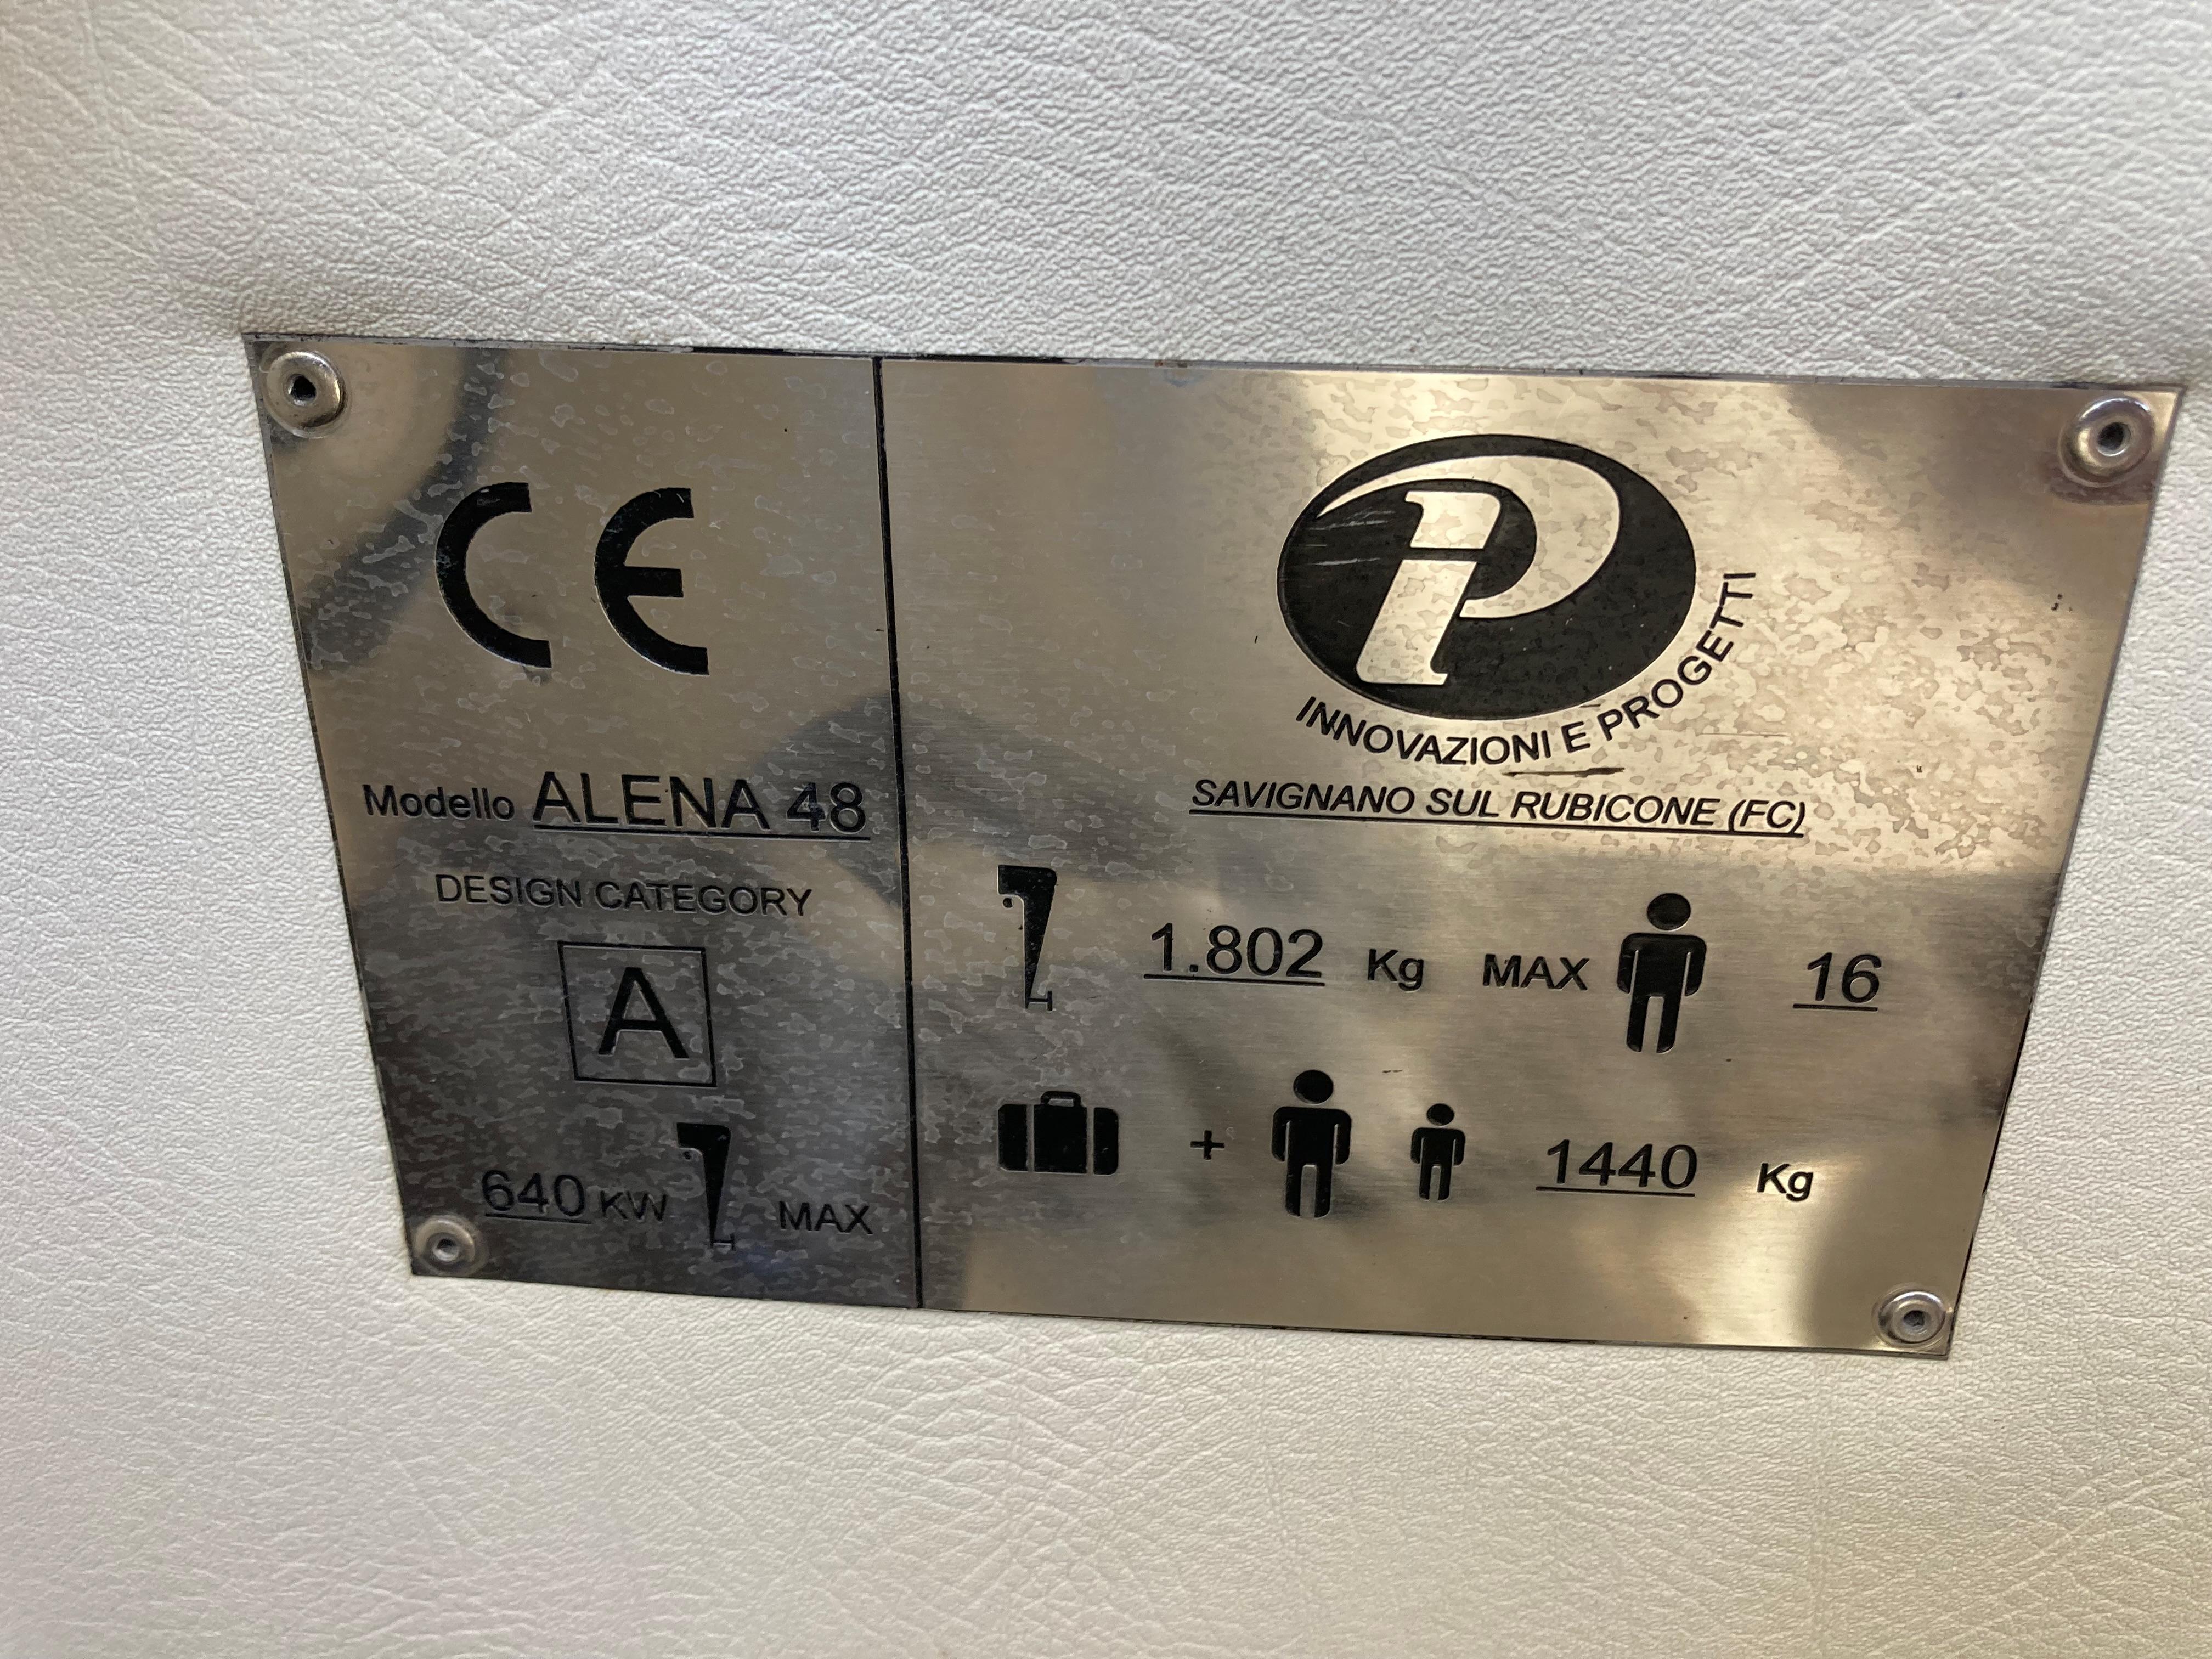 CE
Modello ALENA 48
DESIGN CATEGORY
A
640 KW MAX
iP
INNOVAZIONI E PROGETTI
SAVIGNANO SUL RUBICONE (FC)
1.802 Kg MAX 16
+ 1440 Kg